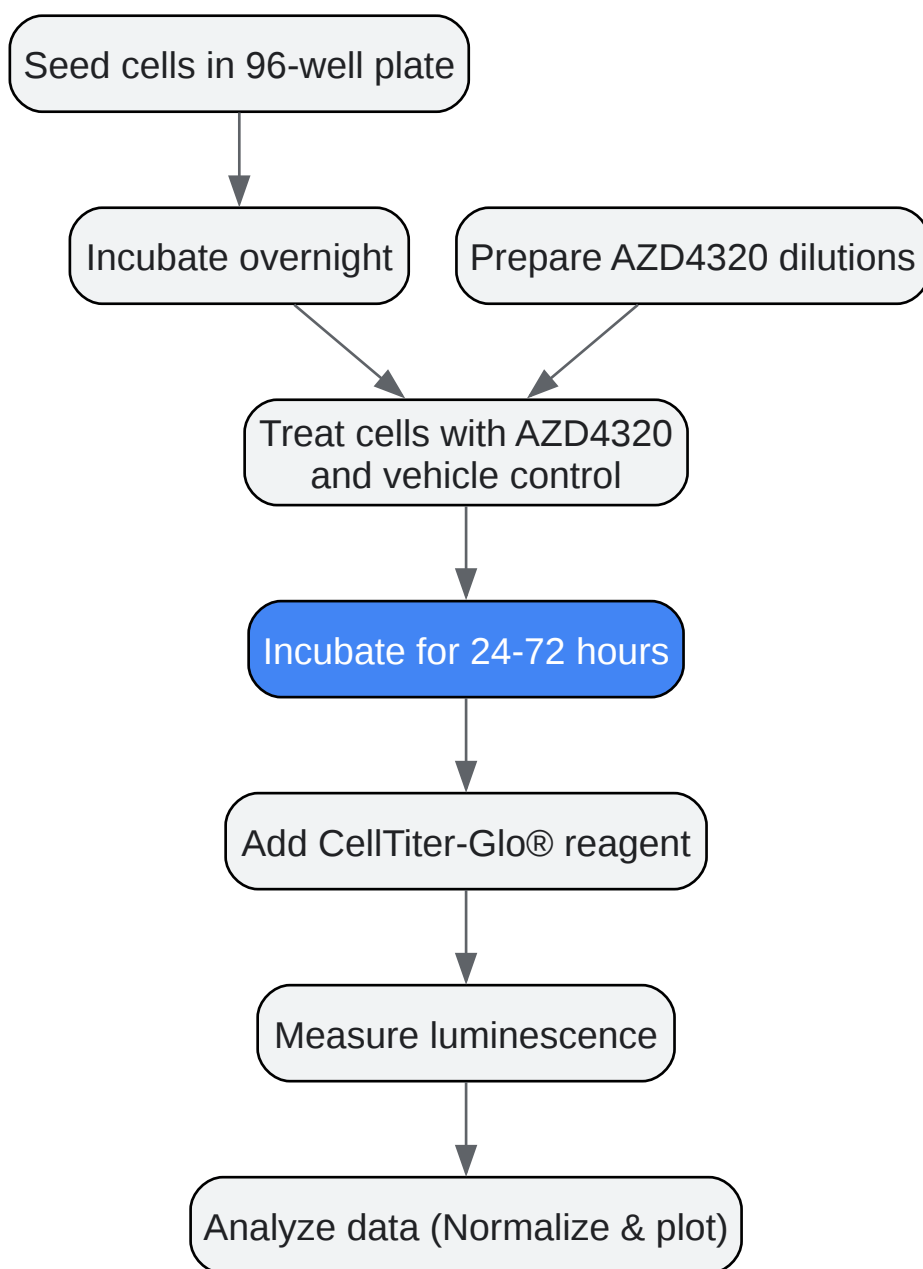 Seed cells in 96-well plate
Incubate overnight
Prepare AZD4320 dilutions
Treat cells with AZD4320
and vehicle control
Incubate for 24-72 hours
Add CellTiter-Glo® reagent
Measure luminescence
Analyze data (Normalize & plot)